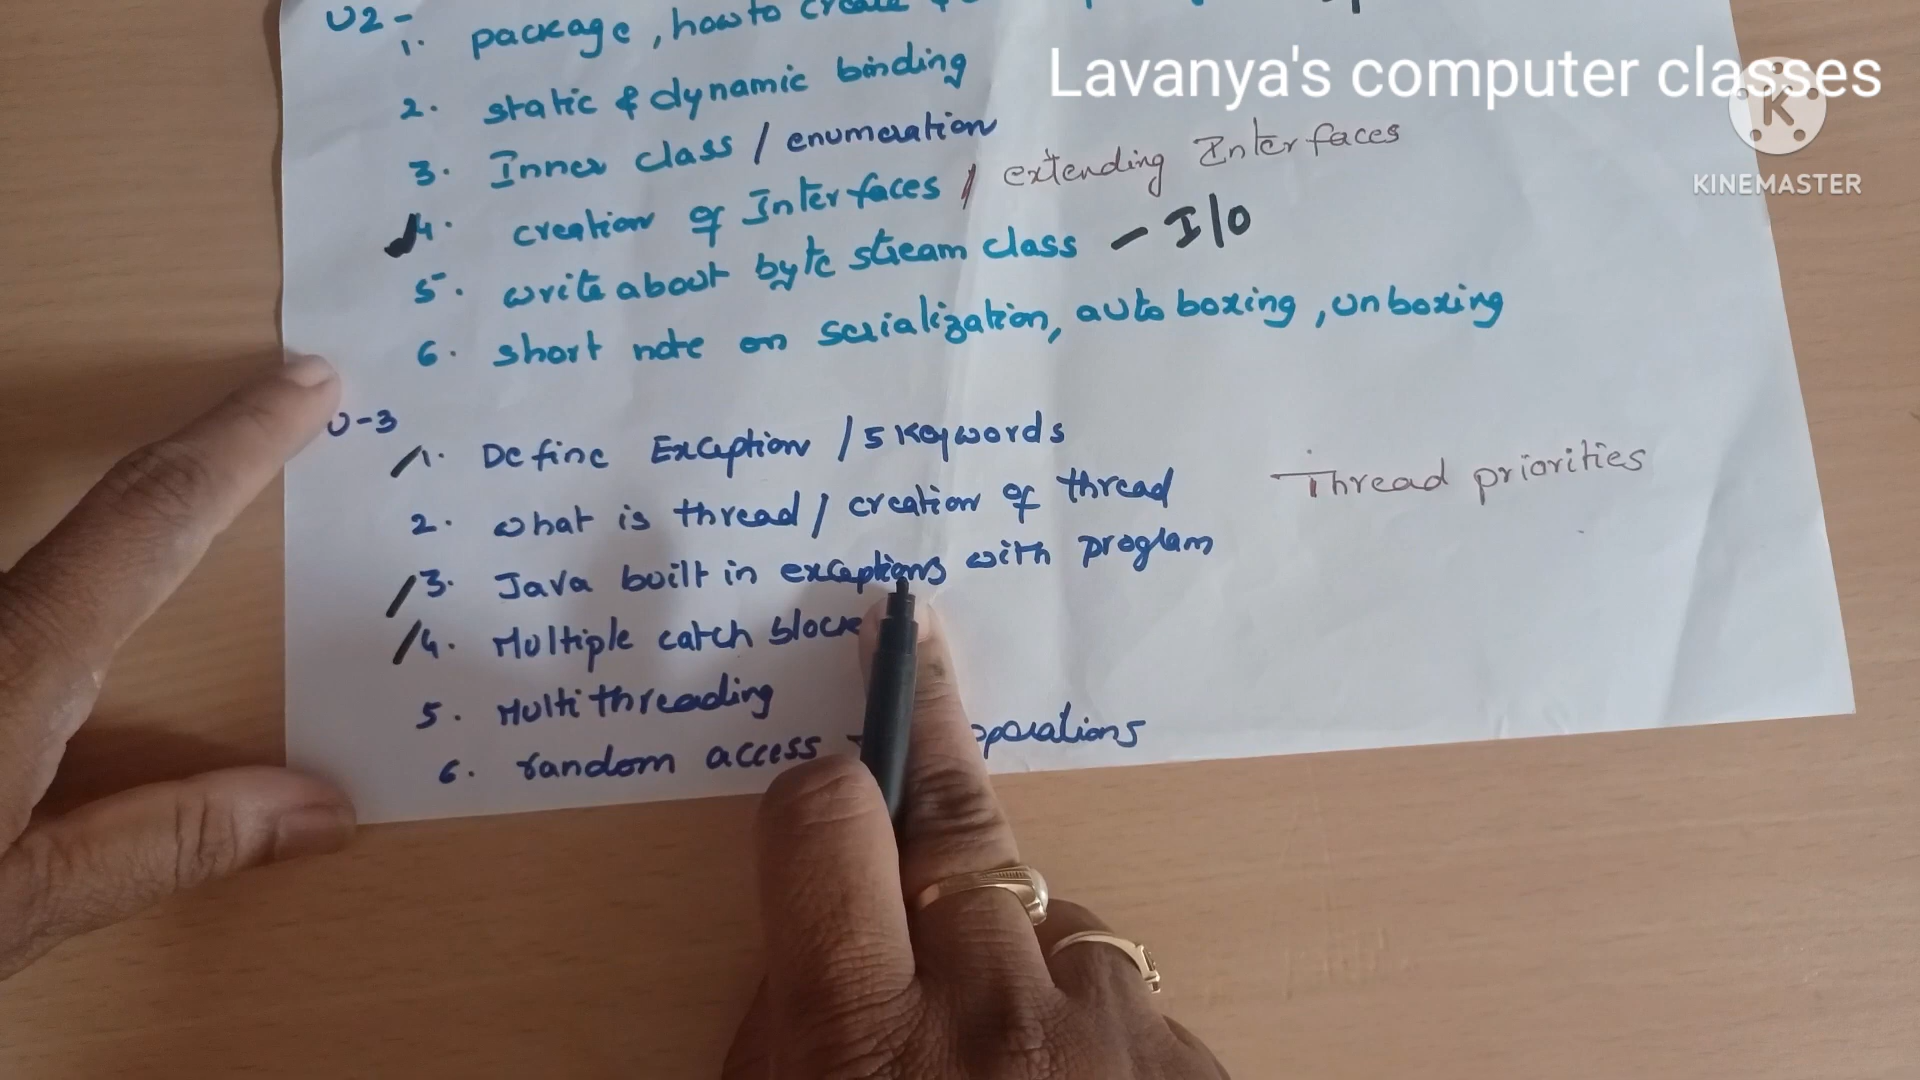 U2 -
1. package, how to create
2. static & dynamic binding
3. Inner class / enumeration
4. creation of Interfaces / extending Interfaces
5. write about byte stream class - I/O
6. short note on serialization, auto boxing, unboxing
U-3
1. Define Exception / 5 keywords
2. what is thread / creation of thread Thread priorities
3. Java built in exceptions with program
4. Multiple catch block
5. Multi threading
6. random access operations
Lavanya's computer classes
K
KINEMASTER